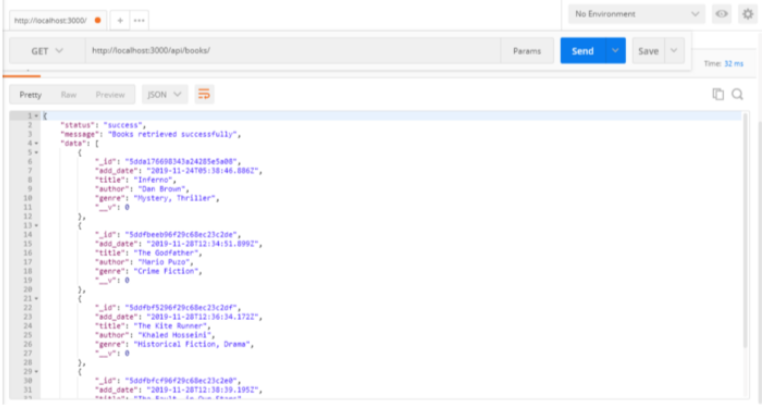 http://localhost:3000/
+
No Environment
GET
http://localhost:3000/api/books/
Params
Send
Save
Time: 32 ms
Pretty
Raw
Preview
JSON
1 {
2 "status": "success",
3 "message": "Books retrieved successfully",
4 "data": [
5 {
6 "_id": "5dda176698343a24285e5a08",
7 "add_date": "2019-11-24T05:38:46.886Z",
8 "title": "Inferno",
9 "author": "Dan Brown",
10 "genre": "Mystery, Thriller",
11 "__v": 0
12 },
13 {
14 "_id": "5ddfbeeb96f29c68ec23c2de",
15 "add_date": "2019-11-28T12:34:51.899Z",
16 "title": "The Godfather",
17 "author": "Mario Puzo",
18 "genre": "Crime Fiction",
19 "__v": 0
20 },
21 {
22 "_id": "5ddfbf5296f29c68ec23c2df",
23 "add_date": "2019-11-28T12:36:34.172Z",
24 "title": "The Kite Runner",
25 "author": "Khaled Hosseini",
26 "genre": "Historical Fiction, Drama",
27 "__v": 0
28 },
29 {
30 "_id": "5ddfbfcf96f29c68ec23c2e0",
31 "add_date": "2019-11-28T12:38:39.195Z",